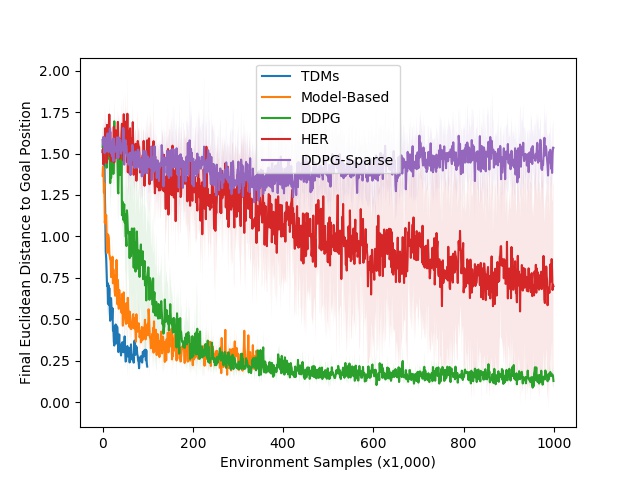 2.00
1.75
1.50
1.25
1.00
0.75
0.50
0.25
0.00
Final Euclidean Distance to Goal Position
TDMs
Model-Based
DDPG
HER
DDPG-Sparse
0 200 400 600 800 1000
Environment Samples (x1,000)